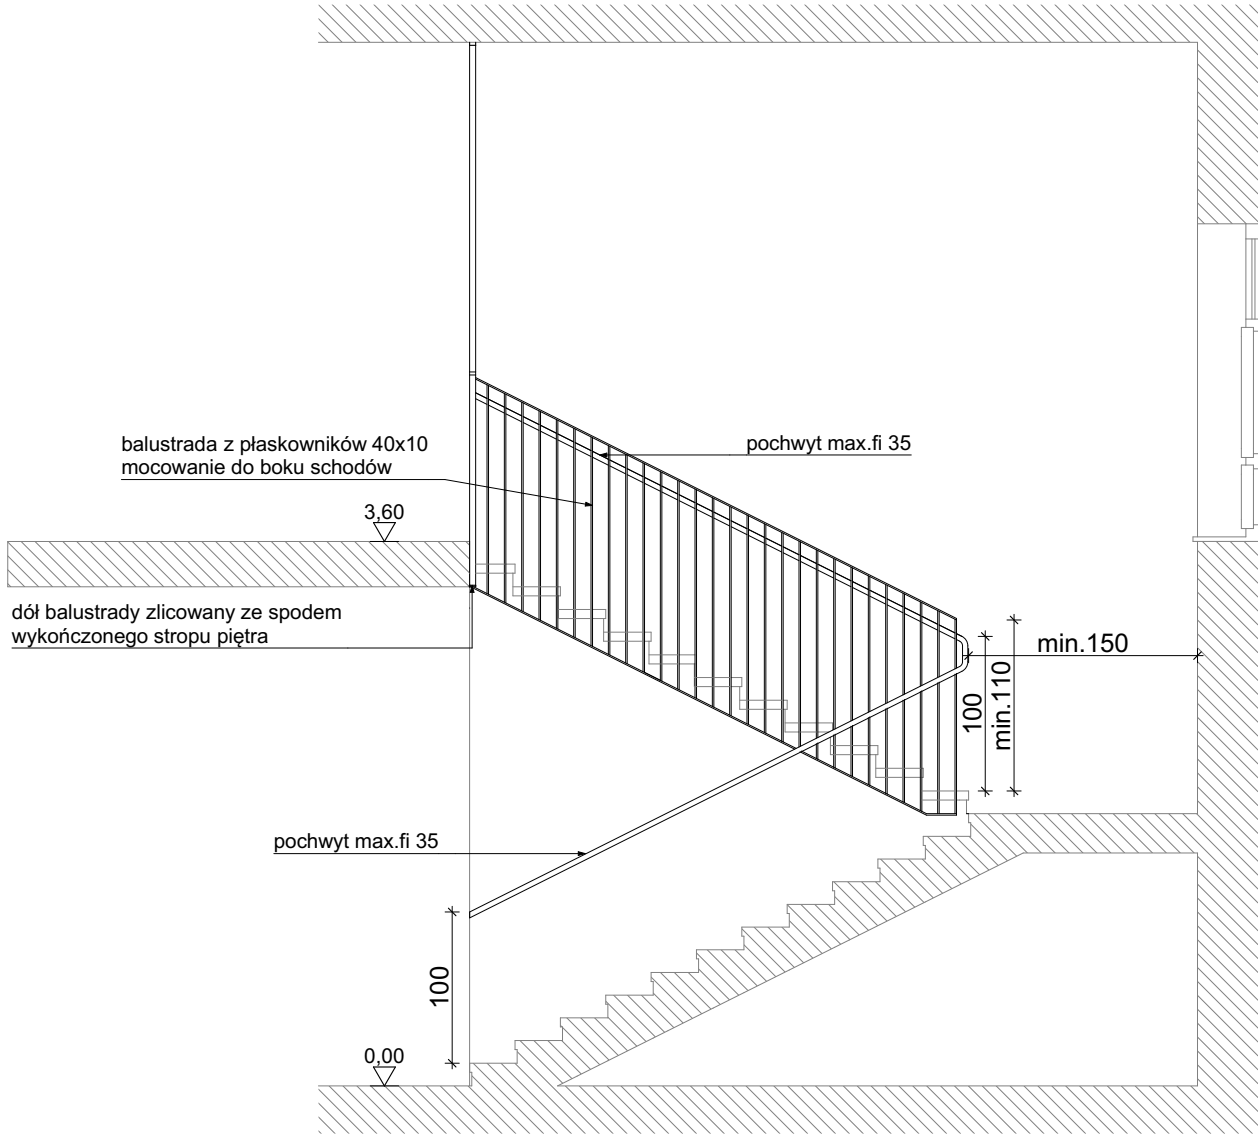 balustrada z płaskowników 40x10
mocowanie do boku schodów
pochwyt max.fi 35
3,60
dół balustrady zlicowany ze spodem
wykończonego stropu piętra
min.150
100
min.110
pochwyt max.fi 35
100
0,00